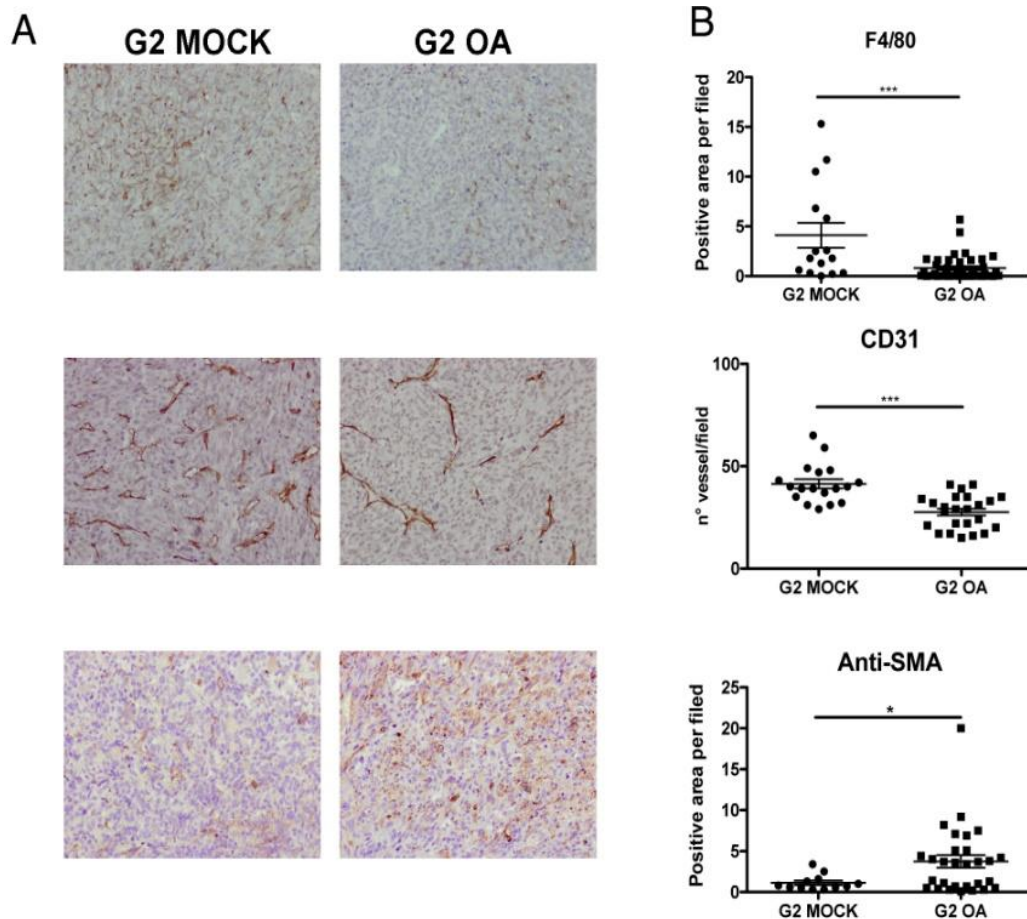 A
G2 MOCK
G2 OA
B
F4/80
Positive area per filed
20
15
10
5
0
***
G2 MOCK
G2 OA
CD31
n° vessel/field
100
50
0
***
G2 MOCK
G2 OA
Anti-SMA
Positive area per filed
25
20
15
10
5
0
*
G2 MOCK
G2 OA